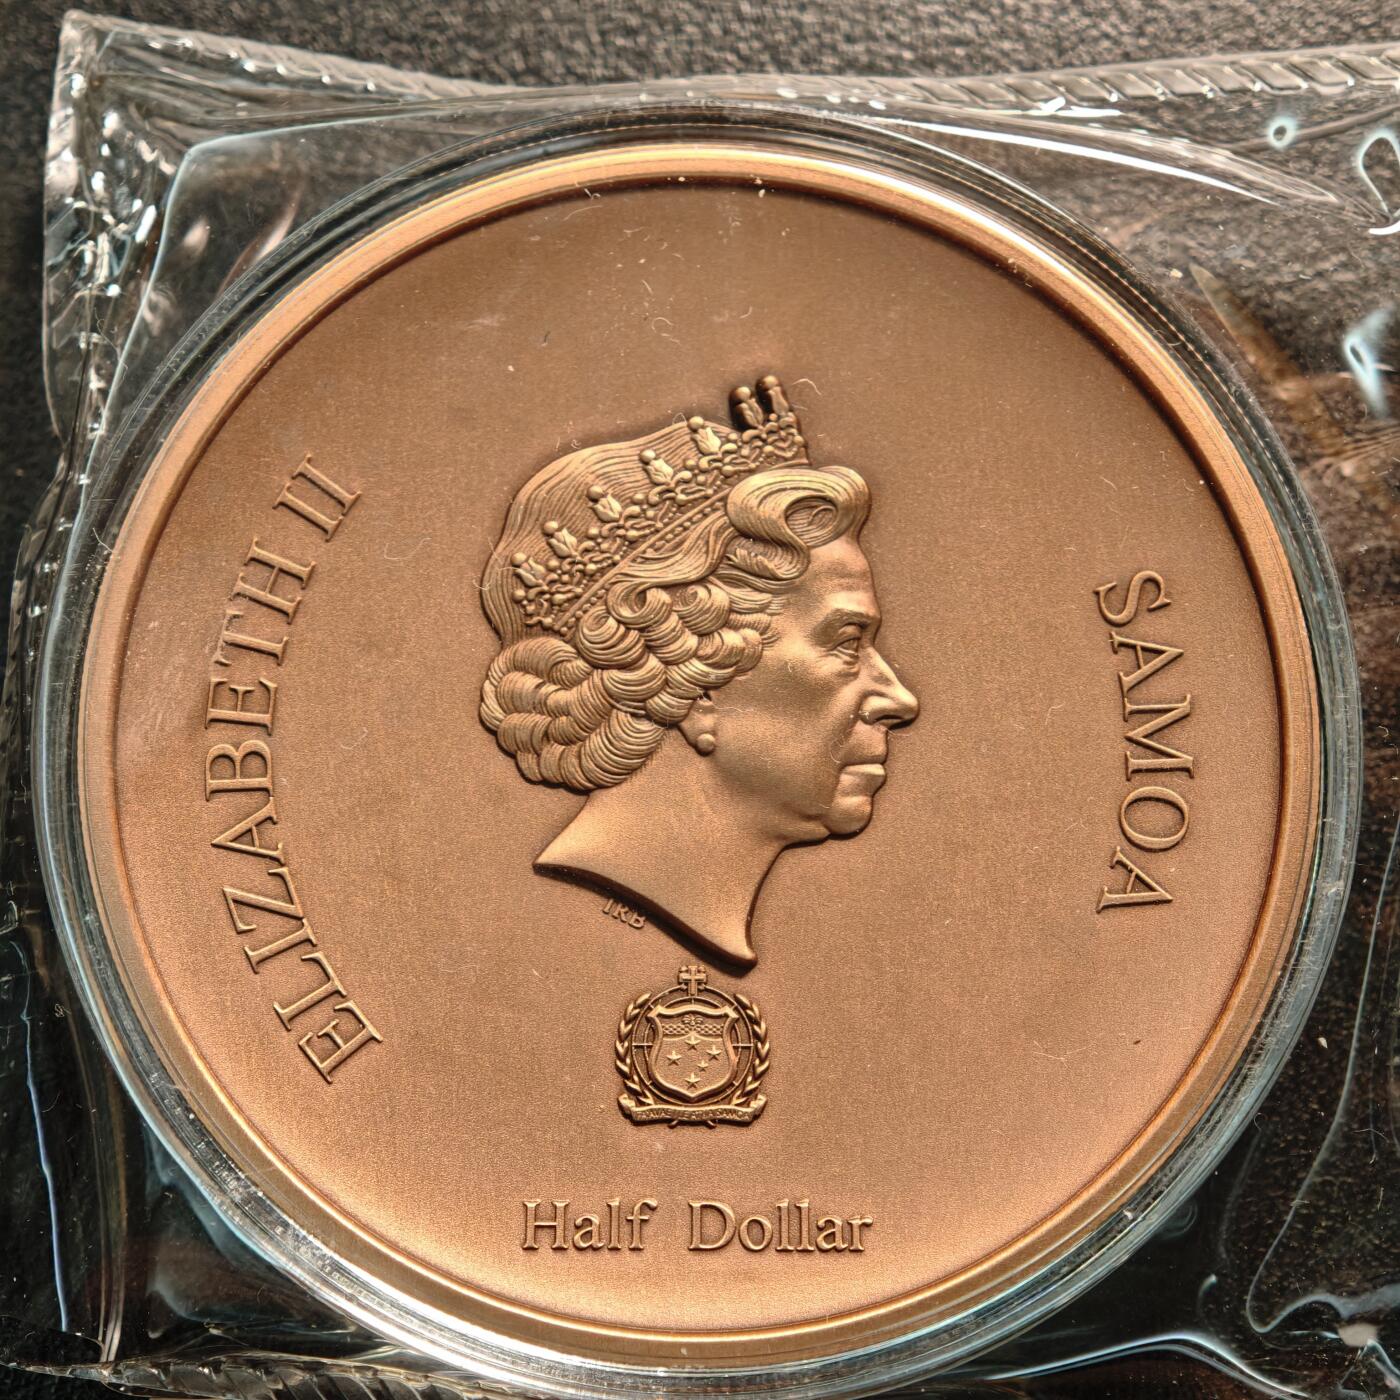 ELIZABETH II
SAMOA
IRB
Half Dollar